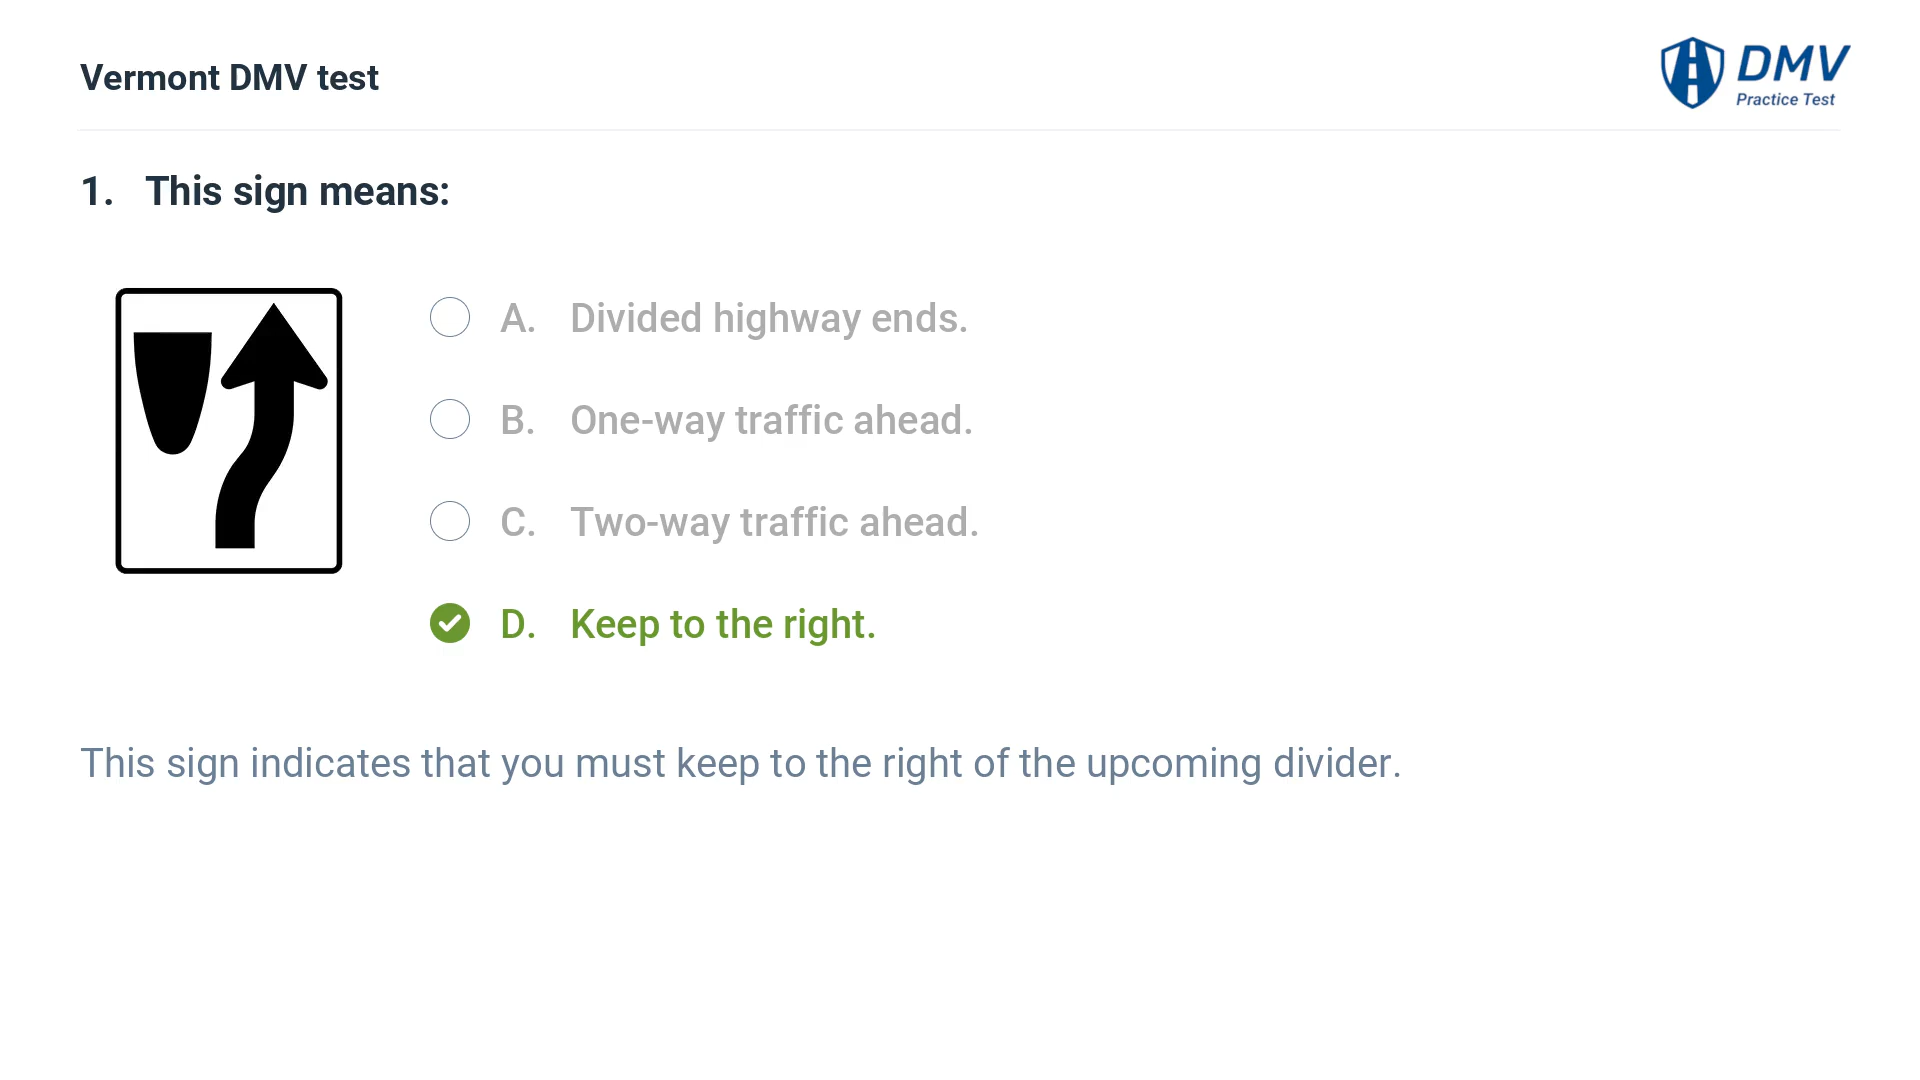 Vermont DMV test
DMV
Practice Test
1. This sign means:
A. Divided highway ends.
B. One-way traffic ahead.
C. Two-way traffic ahead.
D. Keep to the right.
This sign indicates that you must keep to the right of the upcoming divider.